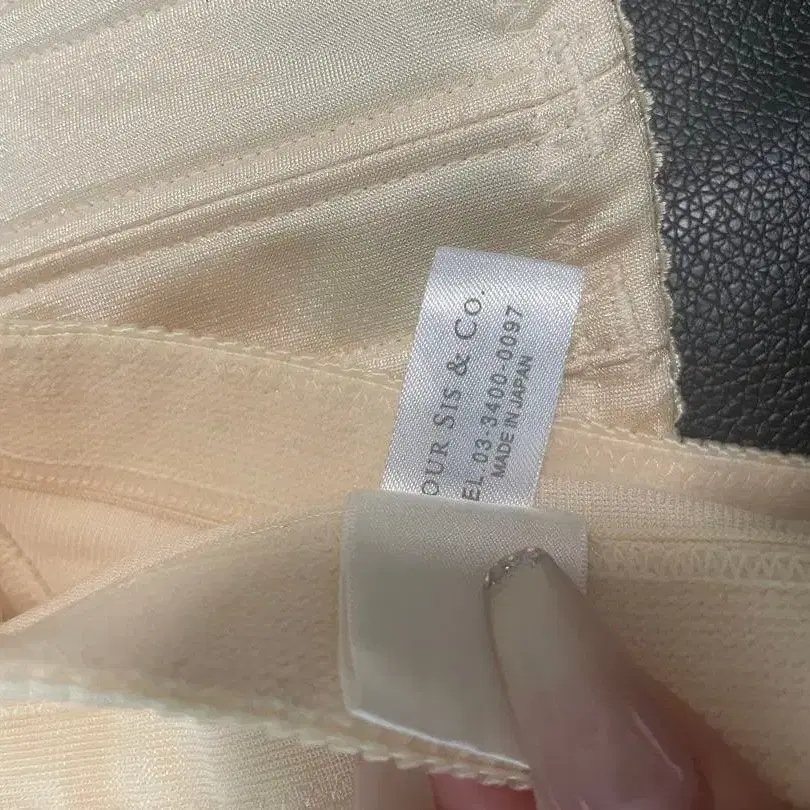 OUR SIS & CO.
EL 03 3400-0097
MADE IN JAPAN